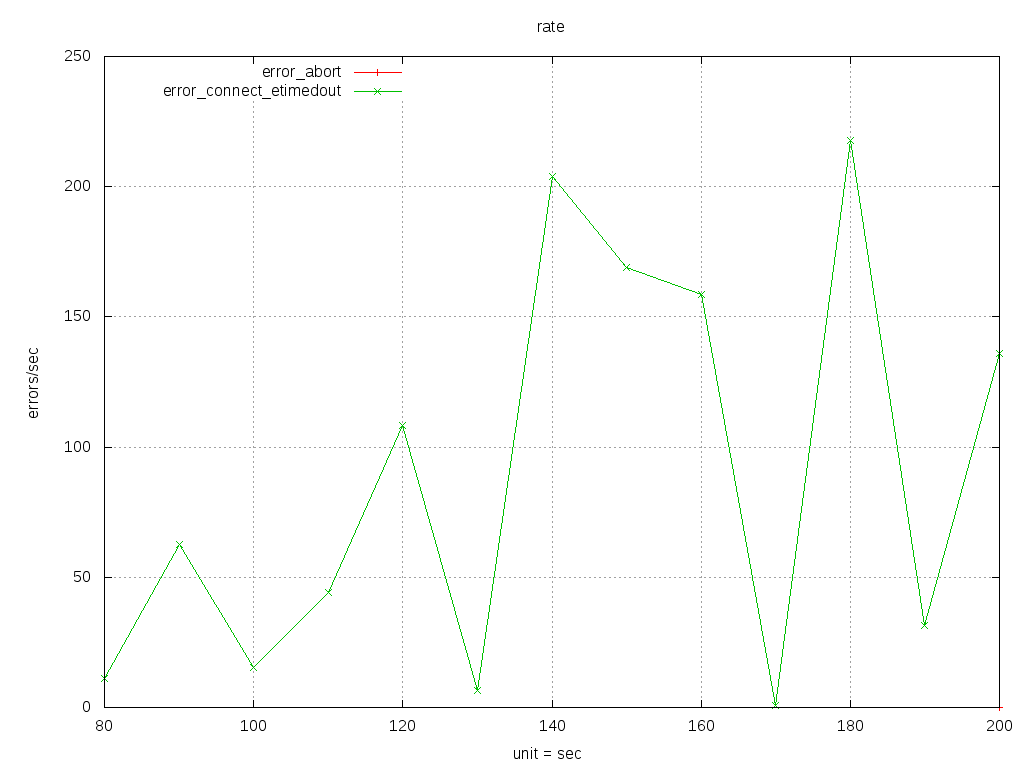 rate
250
200
150
100
50
0
error_abort
error_connect_etimedout
errors/sec
80 100 120 140 160 180 200
unit = sec